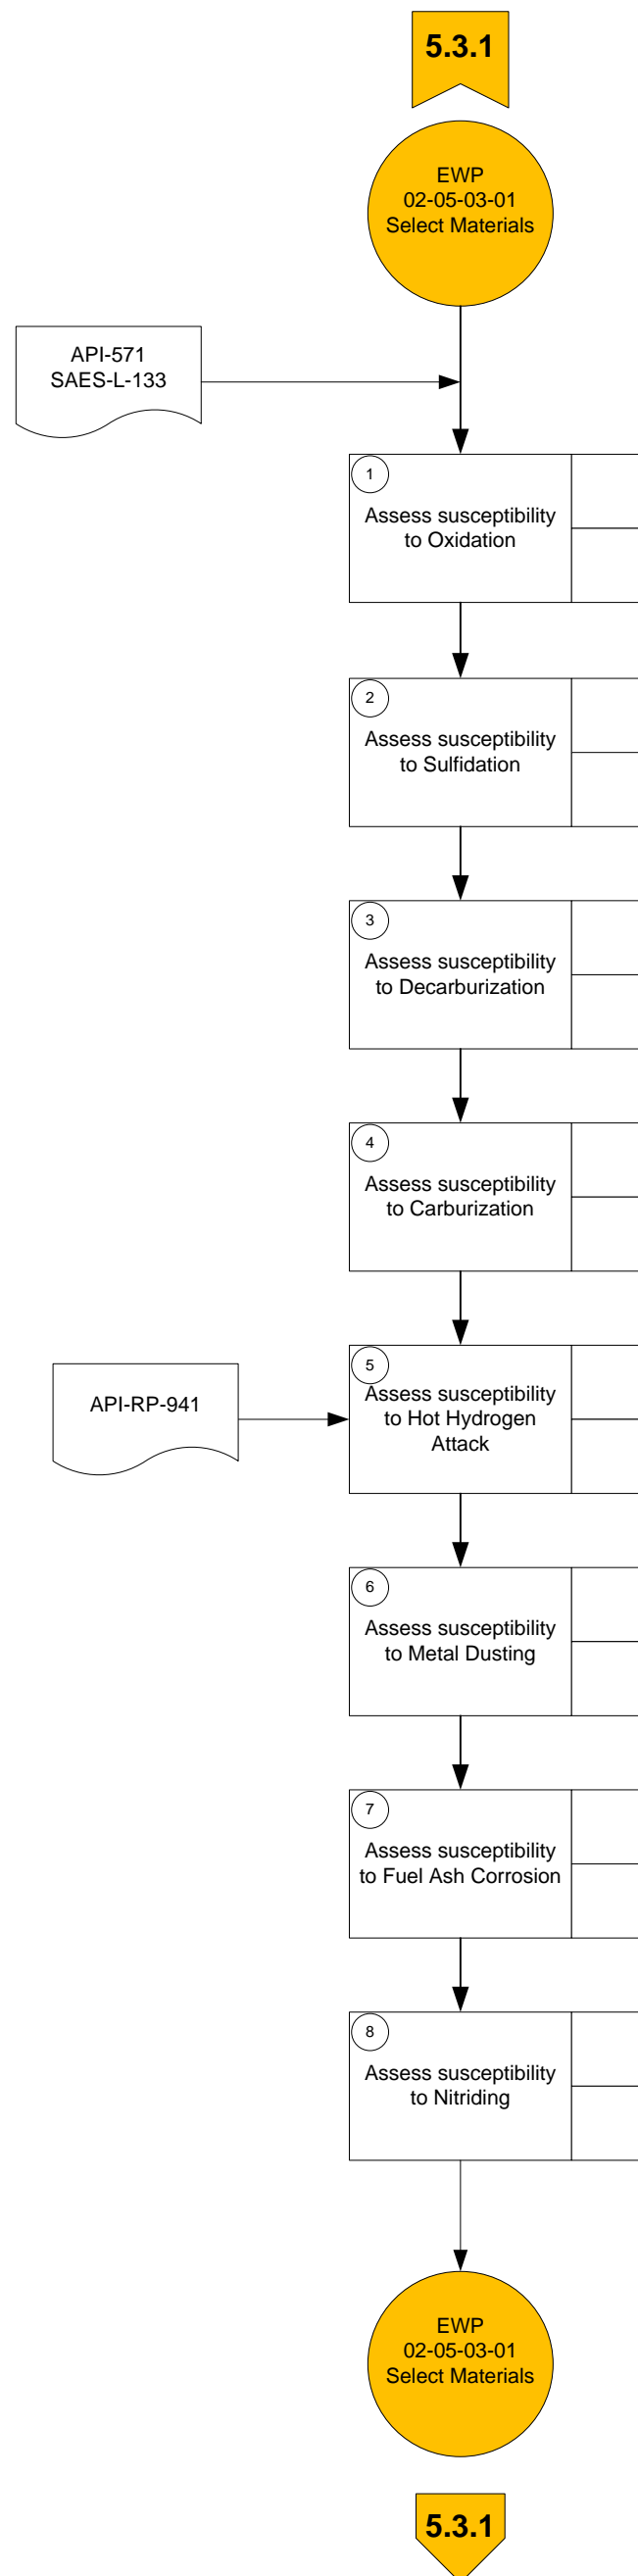 5.3.1
EWP
02-05-03-01
Select Materials
API-571
SAES-L-133
1
Assess susceptibility
to Oxidation
2
Assess susceptibility
to Sulfidation
3
Assess susceptibility
to Decarburization
4
Assess susceptibility
to Carburization
API-RP-941
5
Assess susceptibility
to Hot Hydrogen
Attack
6
Assess susceptibility
to Metal Dusting
7
Assess susceptibility
to Fuel Ash Corrosion
8
Assess susceptibility
to Nitriding
EWP
02-05-03-01
Select Materials
5.3.1